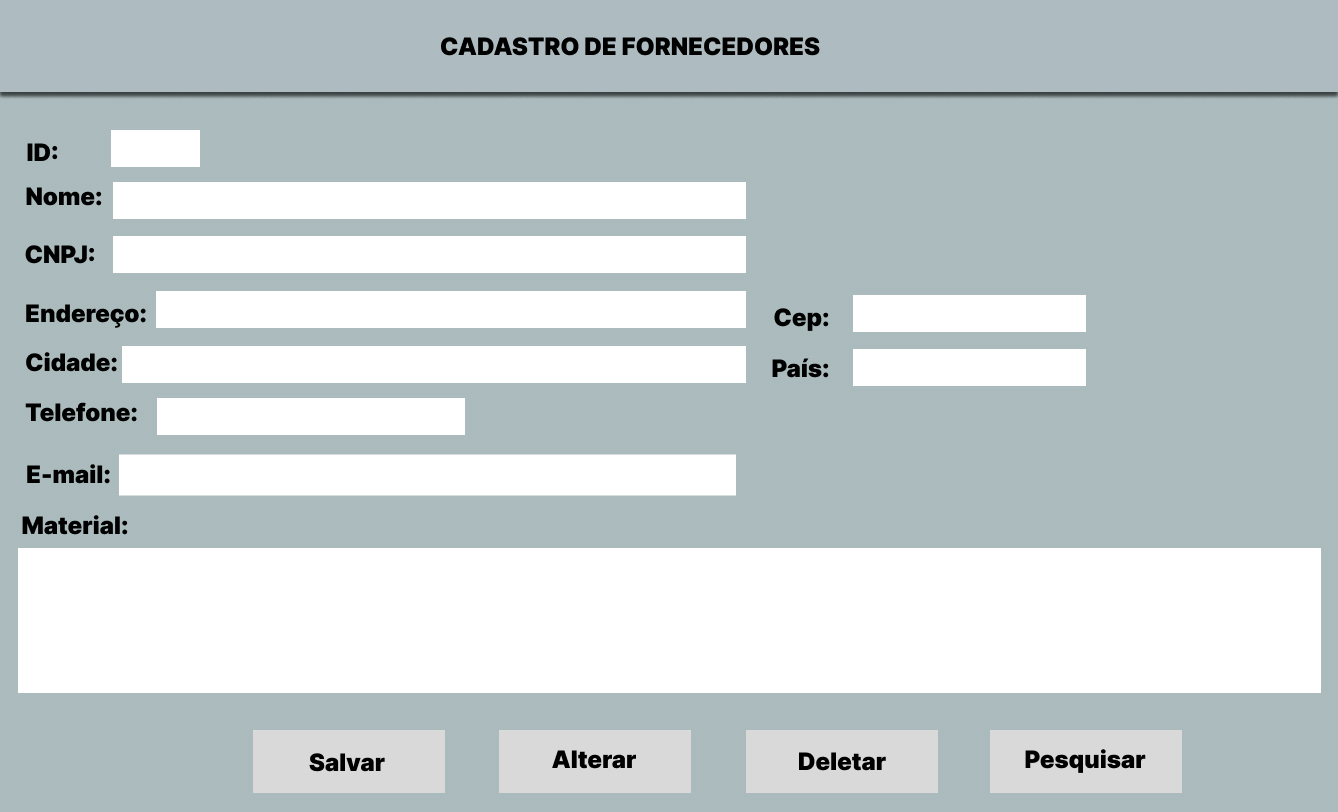 CADASTRO DE FORNECEDORES
ID:
Nome:
CNPJ:
Endereço:
Cep:
Cidade:
País:
Telefone:
E-mail:
Material:
Salvar
Alterar
Deletar
Pesquisar